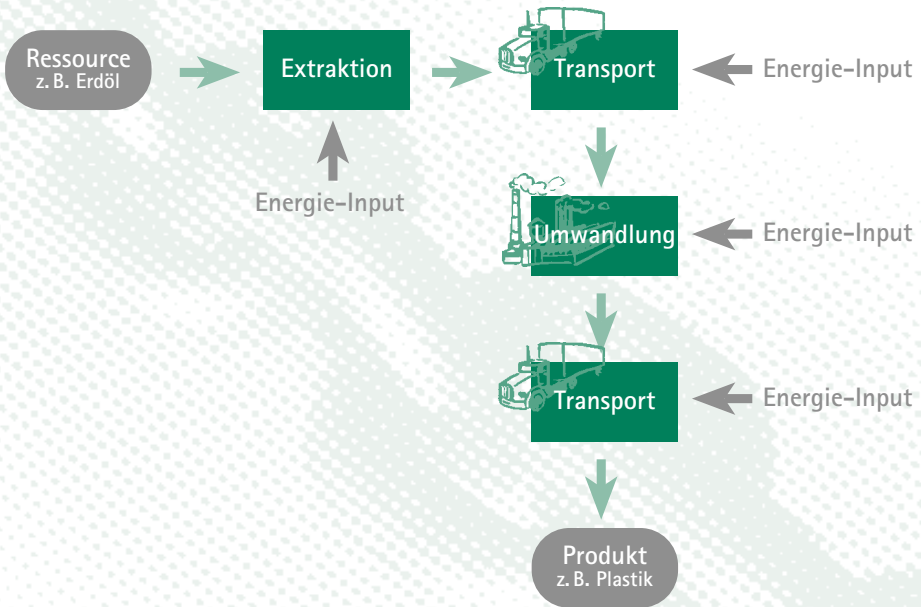 Ressource
z. B. Erdöl
Extraktion
Energie-Input
Transport
Energie-Input
Umwandlung
Energie-Input
Transport
Energie-Input
Produkt
z. B. Plastik